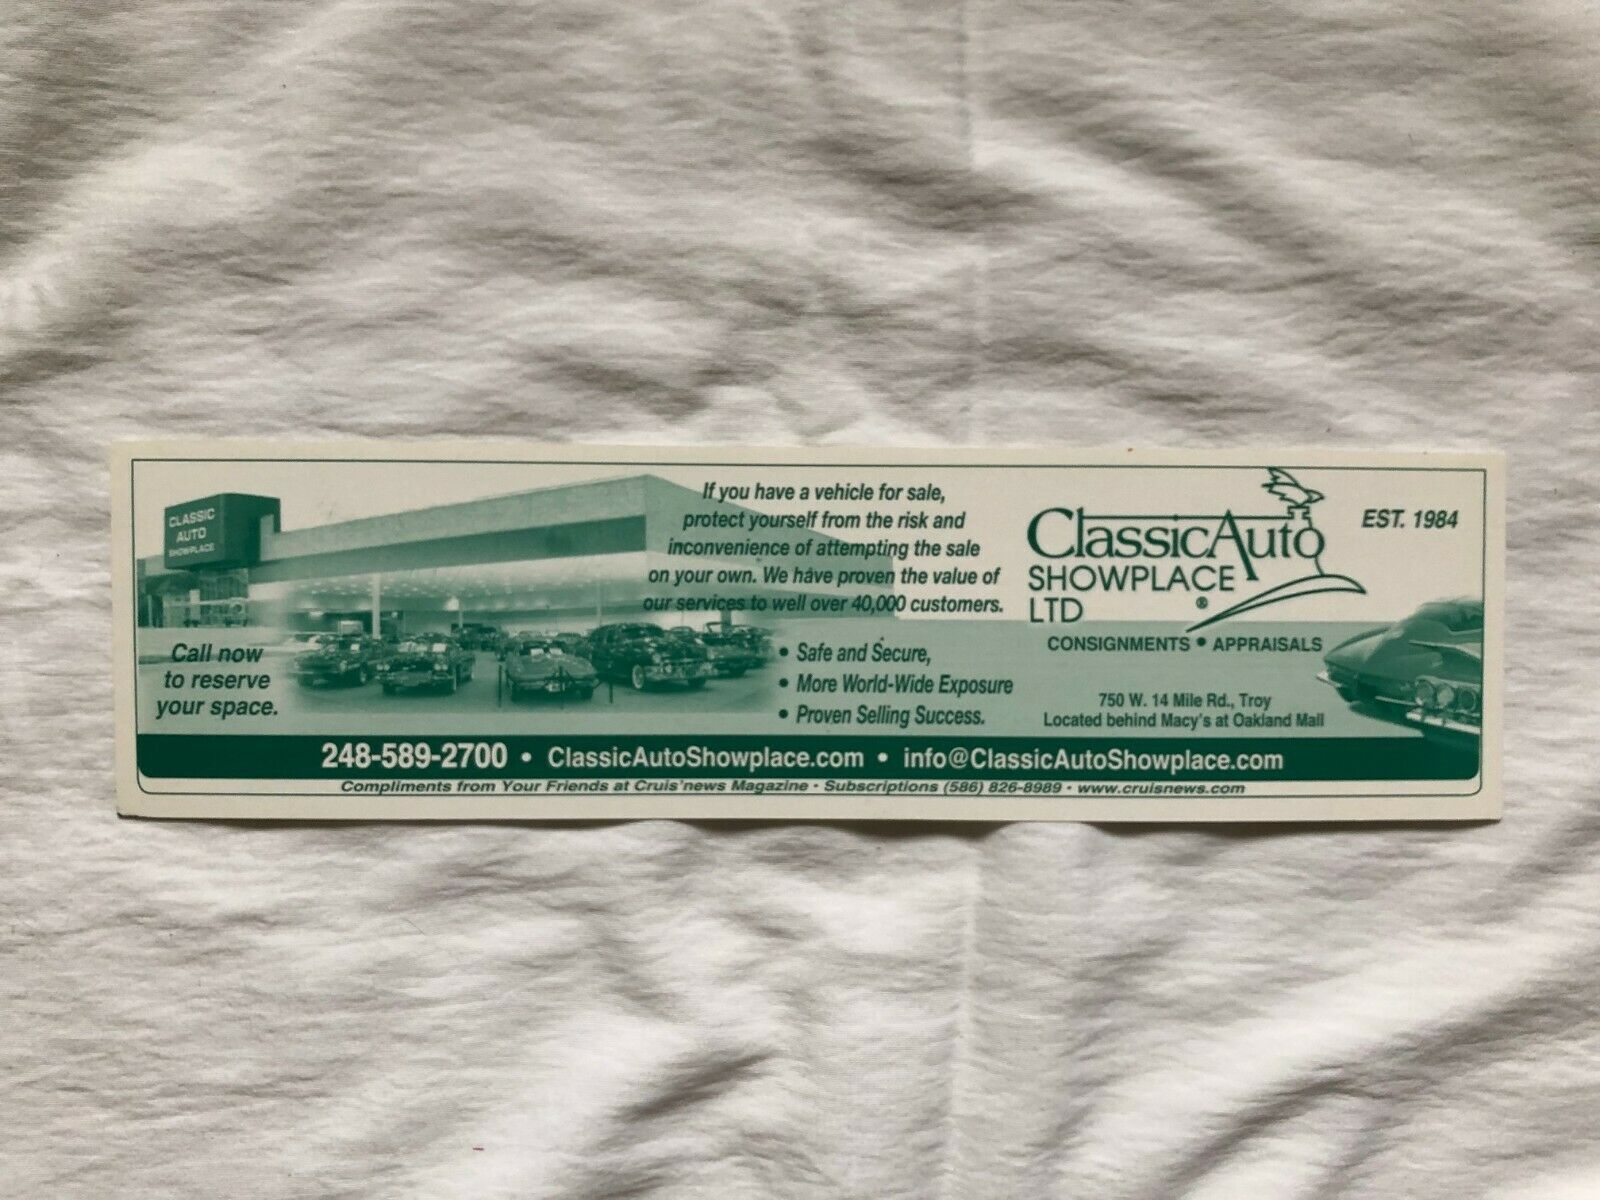 CLASSIC
AUTO
SHOWPLACE
If you have a vehicle for sale,
protect yourself from the risk and
inconvenience of attempting the sale
on your own. We have proven the value of
our services to well over 40,000 customers.
Call now
to reserve
your space.
• Safe and Secure,
• More World-Wide Exposure
• Proven Selling Success.
ClassicAuto
SHOWPLACE
LTD ®
EST. 1984
CONSIGNMENTS • APPRAISALS
750 W. 14 Mile Rd., Troy
Located behind Macy's at Oakland Mall
248-589-2700 • ClassicAutoShowplace.com • info@ClassicAutoShowplace.com
Compliments from Your Friends at Cruis'news Magazine · Subscriptions (586) 826-8989 · www.cruisnews.com